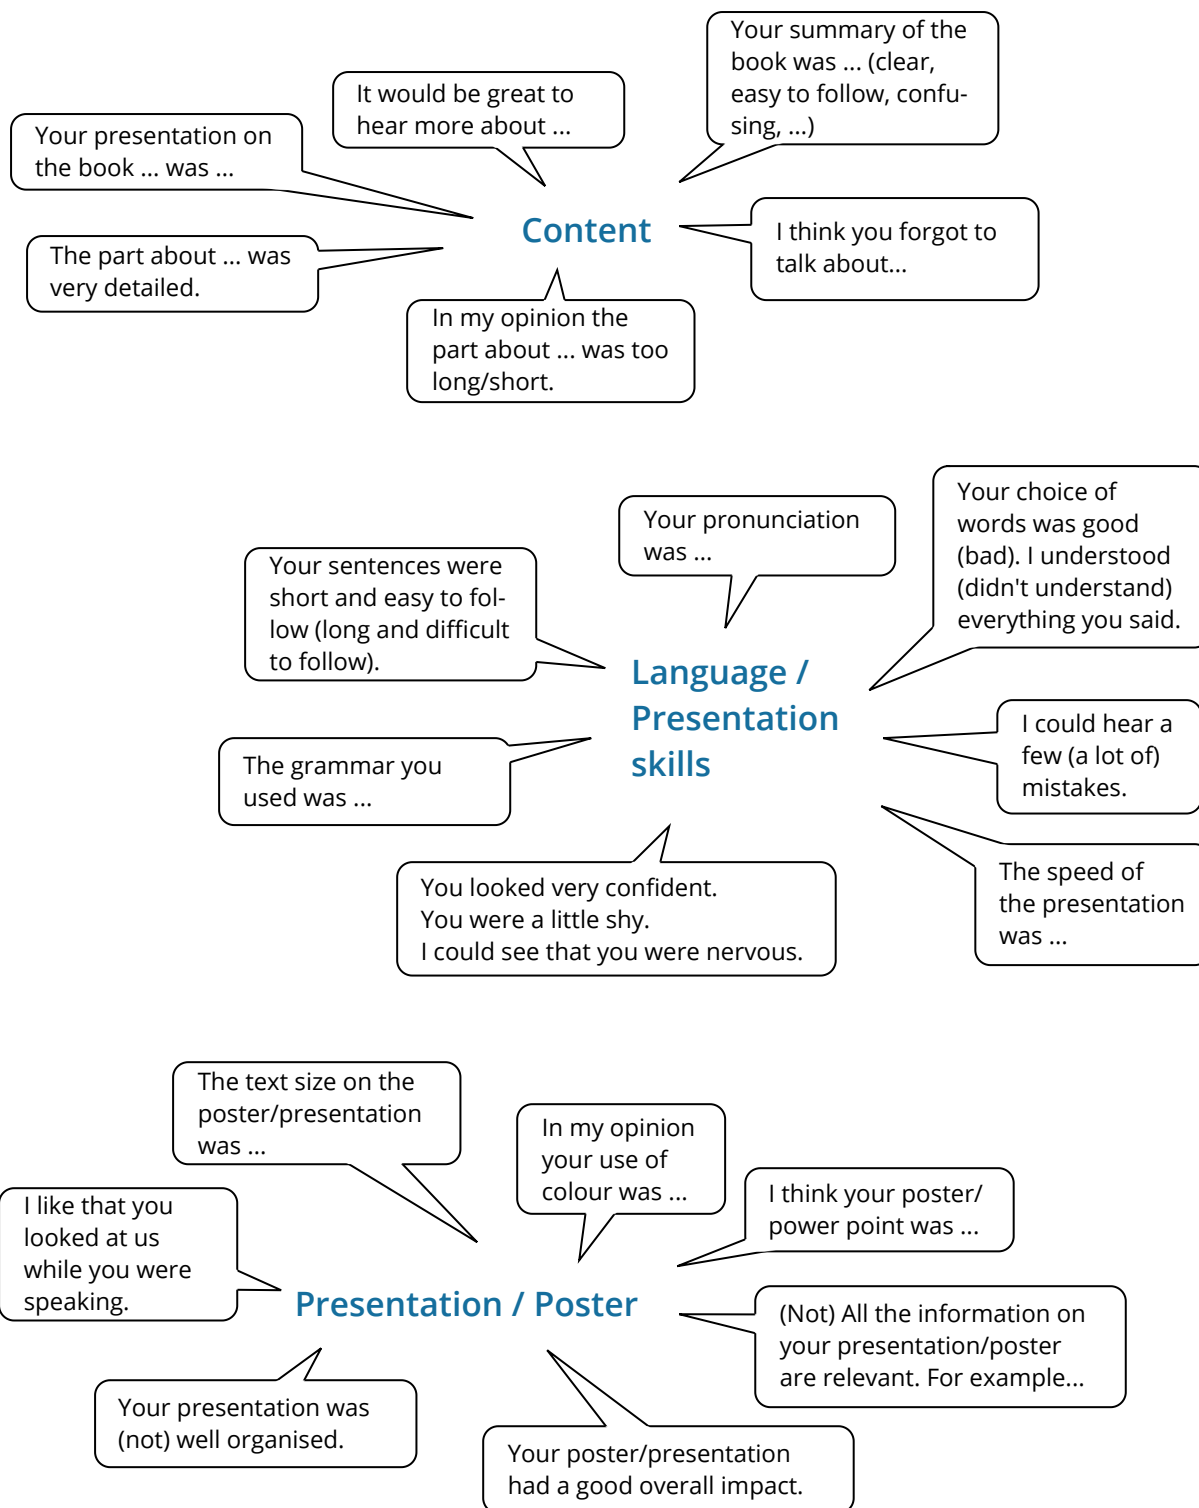 Your summary of the
book was ... (clear,
easy to follow, confu-
sing, ...)
It would be great to
hear more about ...
Your presentation on
the book ... was ...
Content
I think you forgot to
talk about...
The part about ... was
very detailed.
In my opinion the
part about ... was too
long/short.
Your choice of
words was good
(bad). I understood
(didn't understand)
everything you said.
Your pronunciation
was ...
Your sentences were
short and easy to fol-
low (long and difficult
to follow).
Language /
Presentation
skills
I could hear a
few (a lot of)
mistakes.
The grammar you
used was ...
The speed of
the presentation
was ...
You looked very confident.
You were a little shy.
I could see that you were nervous.
The text size on the
poster/presentation
was ...
In my opinion
your use of
colour was ...
I think your poster/
power point was ...
I like that you
looked at us
while you were
speaking.
Presentation / Poster
(Not) All the information on
your presentation/poster
are relevant. For example...
Your presentation was
(not) well organised.
Your poster/presentation
had a good overall impact.